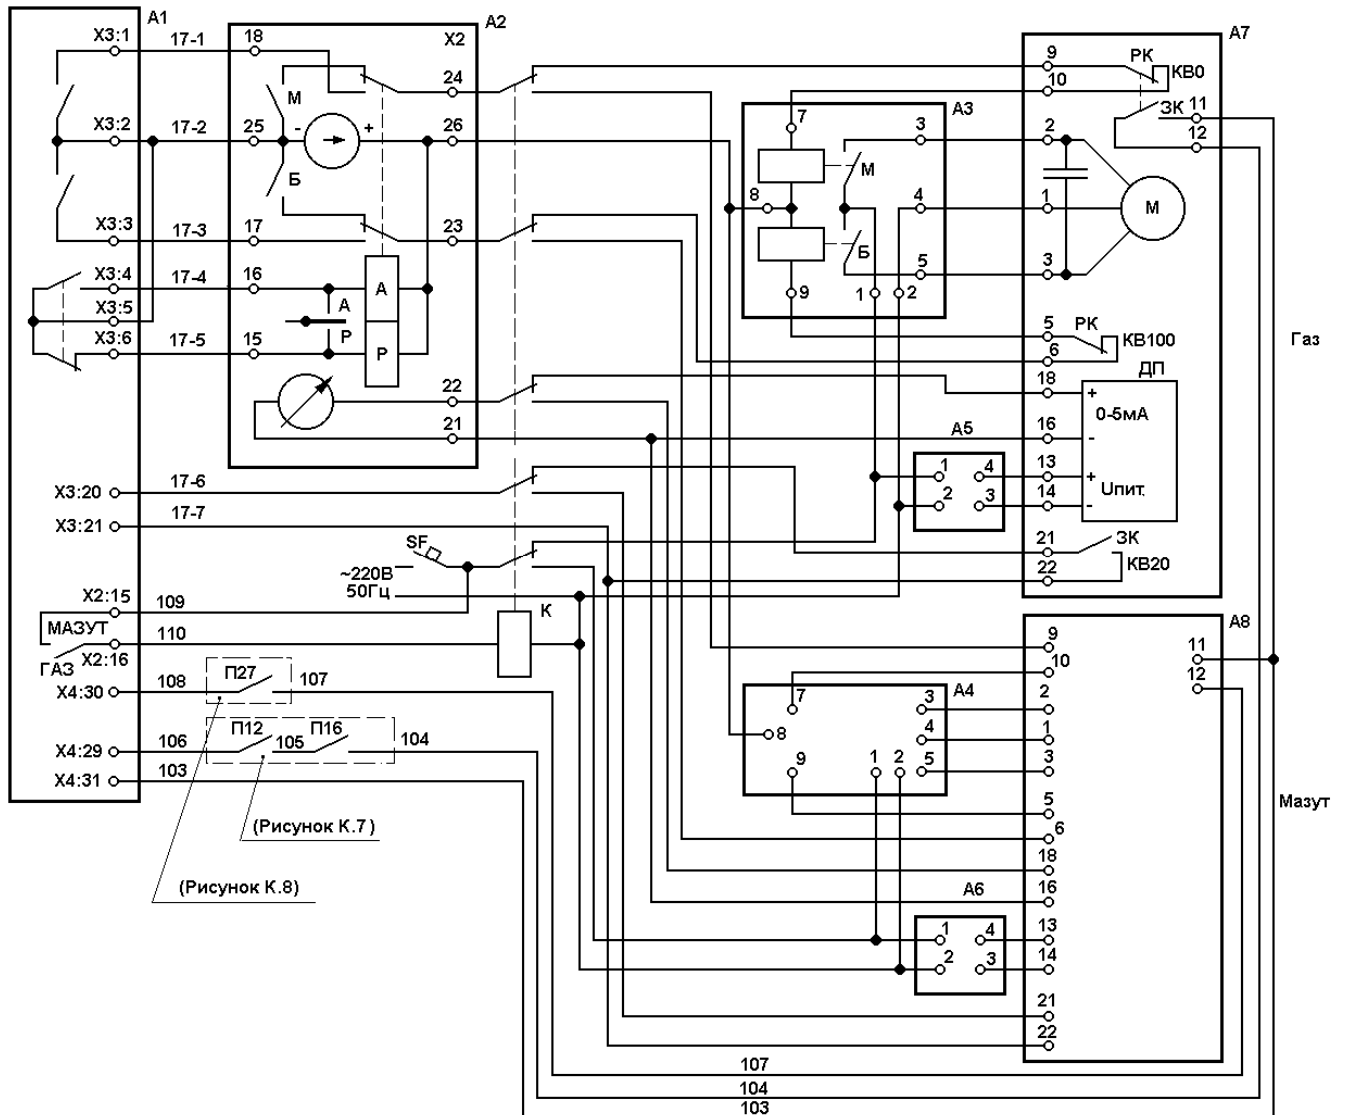 А1
А2
А7
Х3:1
17-1
18
Х2
24
9
РК
КВ0
10
М
ЗК
11
А3
7
Х3:2
17-2
25
-
+
26
3
2
12
Б
М
8
4
1
М
Х3:3
17-3
17
23
Б
5
3
Х3:4
17-4
16
А
А
9
1
2
Х3:5
Р
5
РК
КВ100
Газ
Х3:6
17-5
15
Р
6
ДП
22
18
+
0-5мА
21
А5
16
-
17-6
1
4
13
+
Х3:20
2
3
14
Uпит.
-
Х3:21
17-7
SF
21
ЗК
~220В
50Гц
22
КВ20
Х2:15
109
К
А8
МАЗУТ
110
9
11
ГАЗ
Х2:16
10
12
Х4:30
108
П27
107
А4
7
3
2
Х4:29
106
П12
105
П16
104
8
4
1
Х4:31
103
9
1
2
5
3
Мазут
5
(Рисунок К.7)
6
18
(Рисунок К.8)
А6
16
1
4
13
2
3
14
21
22
107
104
103